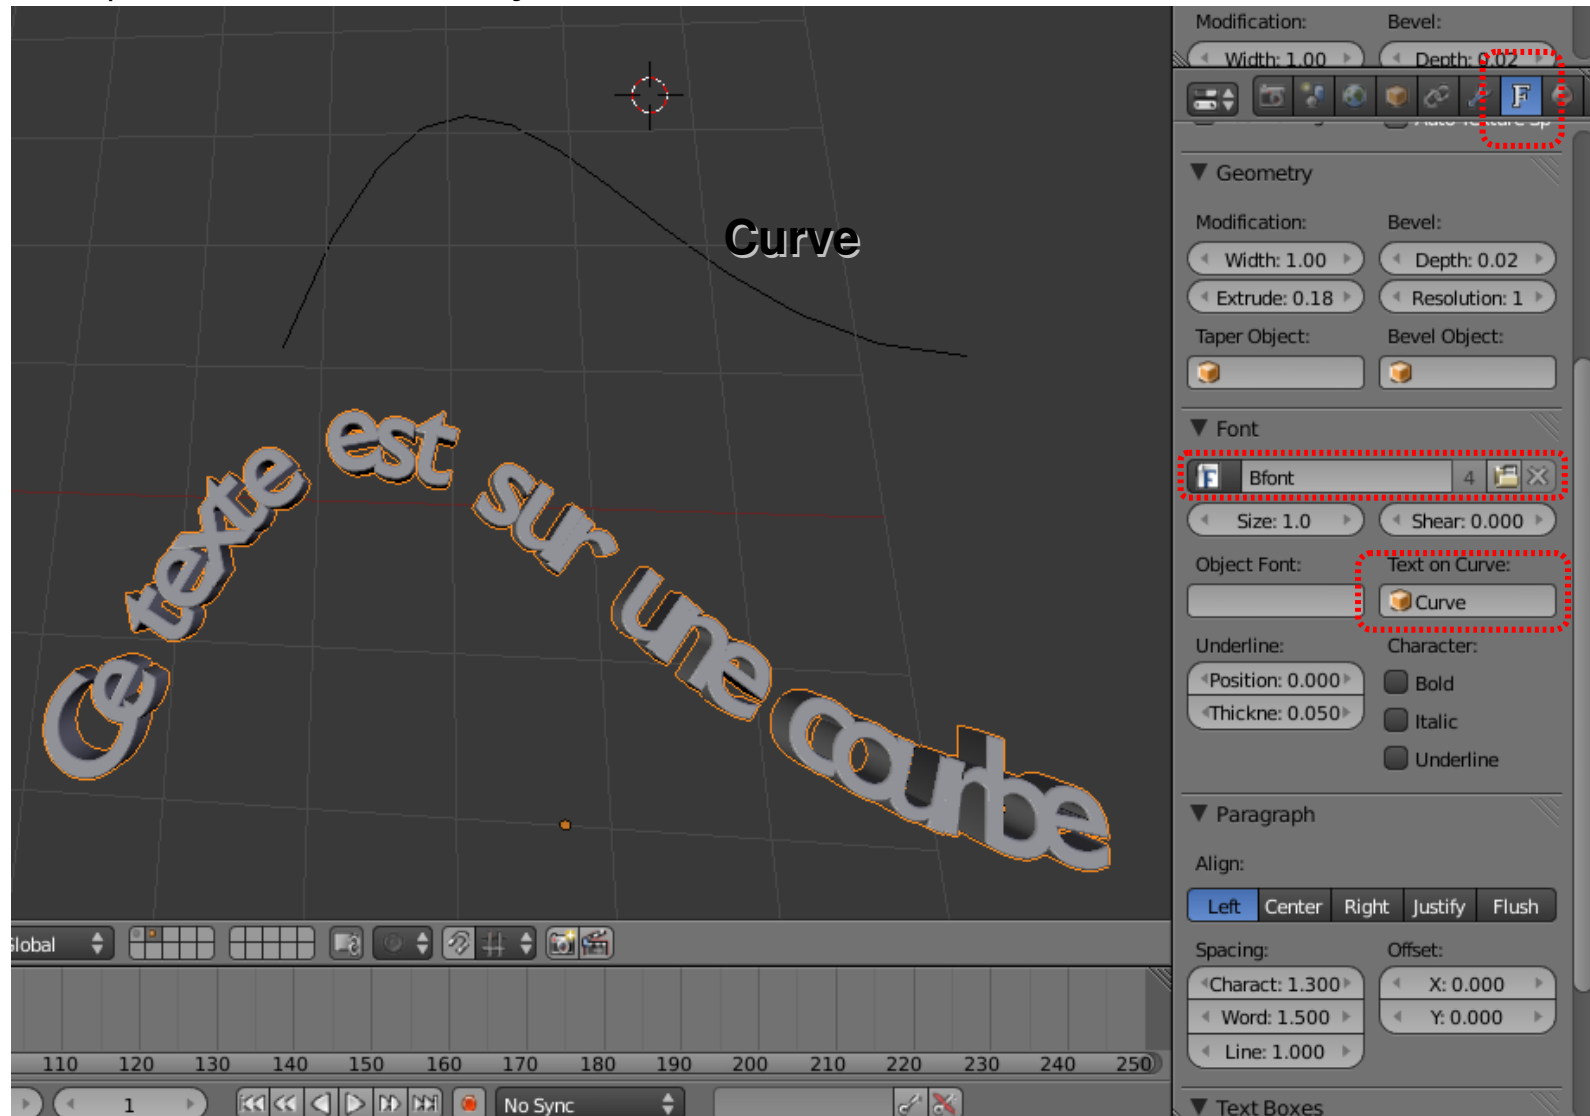 Modification: Bevel:
Width: 1.00 Depth: 0.02
Geometry
Modification: Bevel:
Width: 1.00 Depth: 0.02
Extrude: 0.18 Resolution: 1
Taper Object: Bevel Object:
Curve
Font
F Bfont 4
Size: 1.0 Shear: 0.000
Object Font: Text on Curve:
Curve
Underline: Character:
Position: 0.000 Bold
Thickne: 0.050 Italic
Underline
Ce texte est sur une courbe
Paragraph
Align:
Left Center Right Justify Flush
Spacing: Offset:
Charact: 1.300 X: 0.000
Word: 1.500 Y: 0.000
Line: 1.000
Text Boxes
lobal
110 120 130 140 150 160 170 180 190 200 210 220 230 240 250
1 No Sync